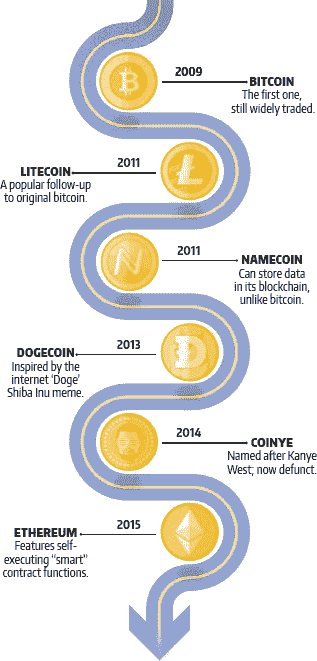 2009
BITCOIN
The first one,
still widely traded.
2011
LITECOIN
A popular follow-up
to original bitcoin.
2011
NAMECOIN
Can store data
in its blockchain,
unlike bitcoin.
2013
DOGECOIN
Inspired by the
internet ‘Doge’
Shiba Inu meme.
2014
COINYE
Named after Kanye
West; now defunct.
2015
ETHEREUM
Features self-
executing “smart”
contract functions.